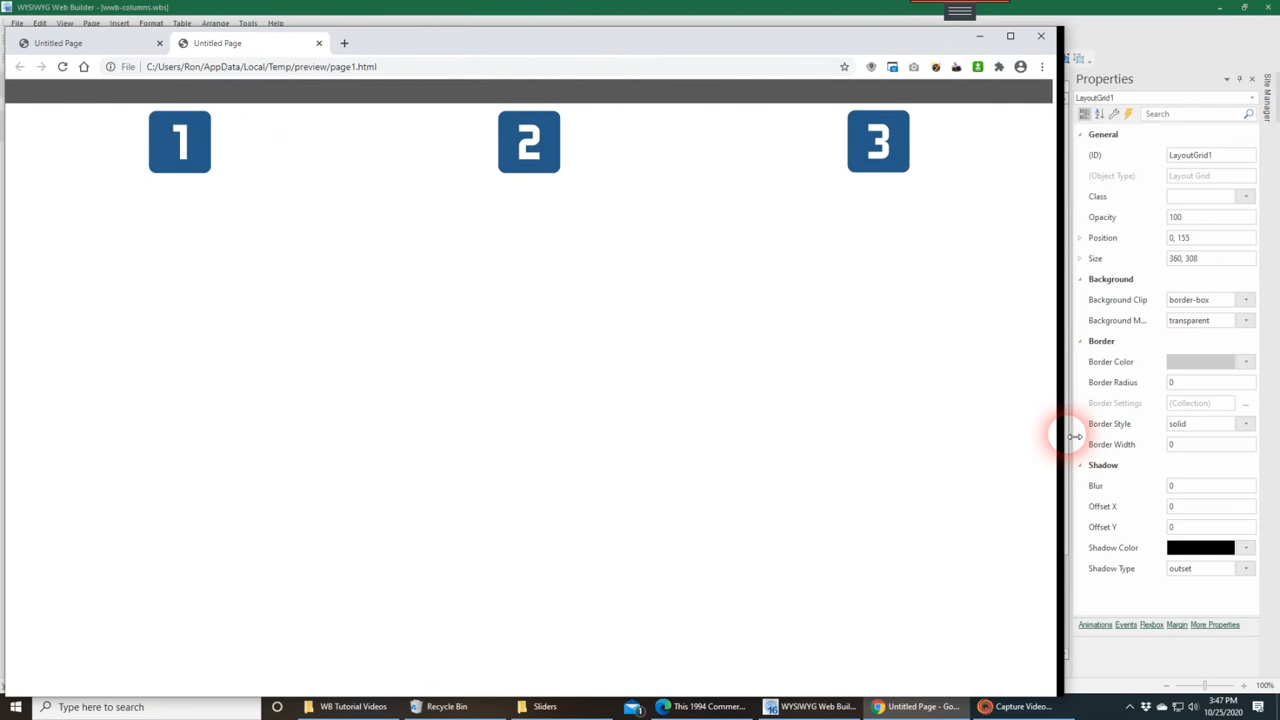 WYSIWYG Web Builder - [wwb-columns.wbs]
File Edit View Page Insert Format Table Arrange Tools Help
Untitled Page
Untitled Page
File C:/Users/Ron/AppData/Local/Temp/preview/page1.html
1 2 3
Properties
LayoutGrid1
Search
General
(ID) LayoutGrid1
(Object Type) Layout Grid
Class
Opacity 100
Position 0, 155
Size 360, 308
Background
Background Clip border-box
Background M... transparent
Border
Border Color
Border Radius 0
Border Settings (Collection) ...
Border Style solid
Border Width 0
Shadow
Blur 0
Offset X 0
Offset Y 0
Shadow Color
Shadow Type outset
Animations Events Flexbox Margin More Properties
Site Manager
100%
Type here to search
WB Tutorial Videos
Recycle Bin
Sliders
This 1994 Comme...
WYSIWYG Web Buil...
Untitled Page - Go...
Capture Video...
3:47 PM
10/25/2020